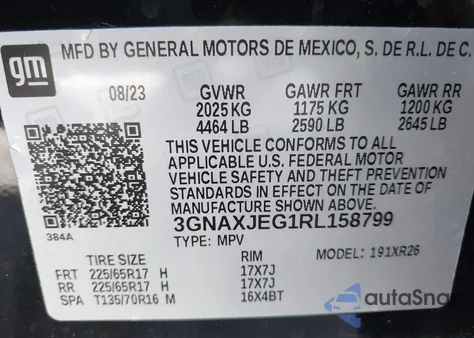 gm
MFD BY GENERAL MOTORS DE MEXICO, S. DE R.L. DE C.
08/23 GVWR GAWR FRT GAWR RR
2025 KG 1175 KG 1200 KG
4464 LB 2590 LB 2645 LB
THIS VEHICLE CONFORMS TO ALL
APPLICABLE U.S. FEDERAL MOTOR
VEHICLE SAFETY AND THEFT PREVENTION
STANDARDS IN EFFECT ON THE DATE OF
MANUFACTURE SHOWN ABOVE.
384A
3GNAXJEG1RL158799
TYPE: MPV MODEL: 191XR26
TIRE SIZE RIM
FRT 225/65R17 H 17X7J
RR 225/65R17 H 17X7J
SPA T135/70R16 M 16X4BT
autoSna